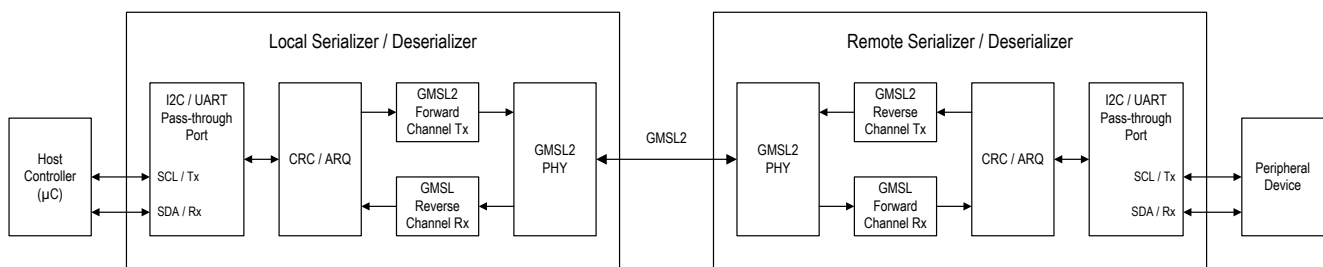 Local Serializer / Deserializer
Remote Serializer / Deserializer
Host
Controller
(µC)
I2C / UART
Pass-through
Port
SCL / Tx
SDA / Rx
CRC / ARQ
GMSL2
Forward
Channel Tx
GMSL
Reverse
Channel Rx
GMSL2
PHY
GMSL2
GMSL2
PHY
GMSL2
Reverse
Channel Tx
GMSL
Forward
Channel Rx
CRC / ARQ
I2C / UART
Pass-through
Port
SCL / Tx
SDA / Rx
Peripheral
Device